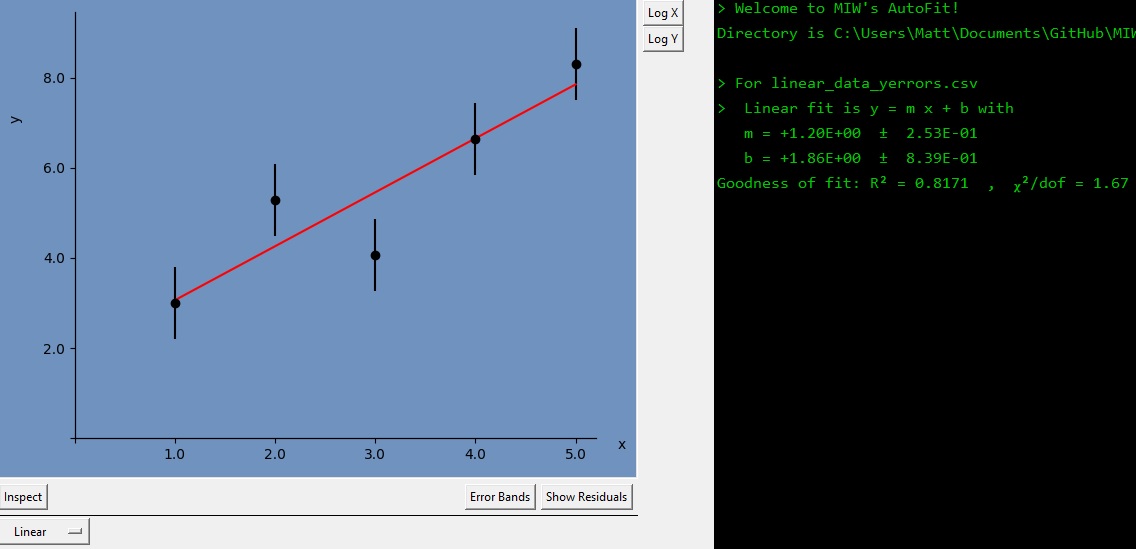 Log X
Log Y
y
8.0
6.0
4.0
2.0
1.0 2.0 3.0 4.0 5.0
x
Inspect
Error Bands
Show Residuals
Linear
> Welcome to MIW's AutoFit!
Directory is C:\Users\Matt\Documents\GitHub\MIW
> For linear_data_yerrors.csv
> Linear fit is y = m x + b with
m = +1.20E+00 ± 2.53E-01
b = +1.86E+00 ± 8.39E-01
Goodness of fit: R² = 0.8171 , χ²/dof = 1.67